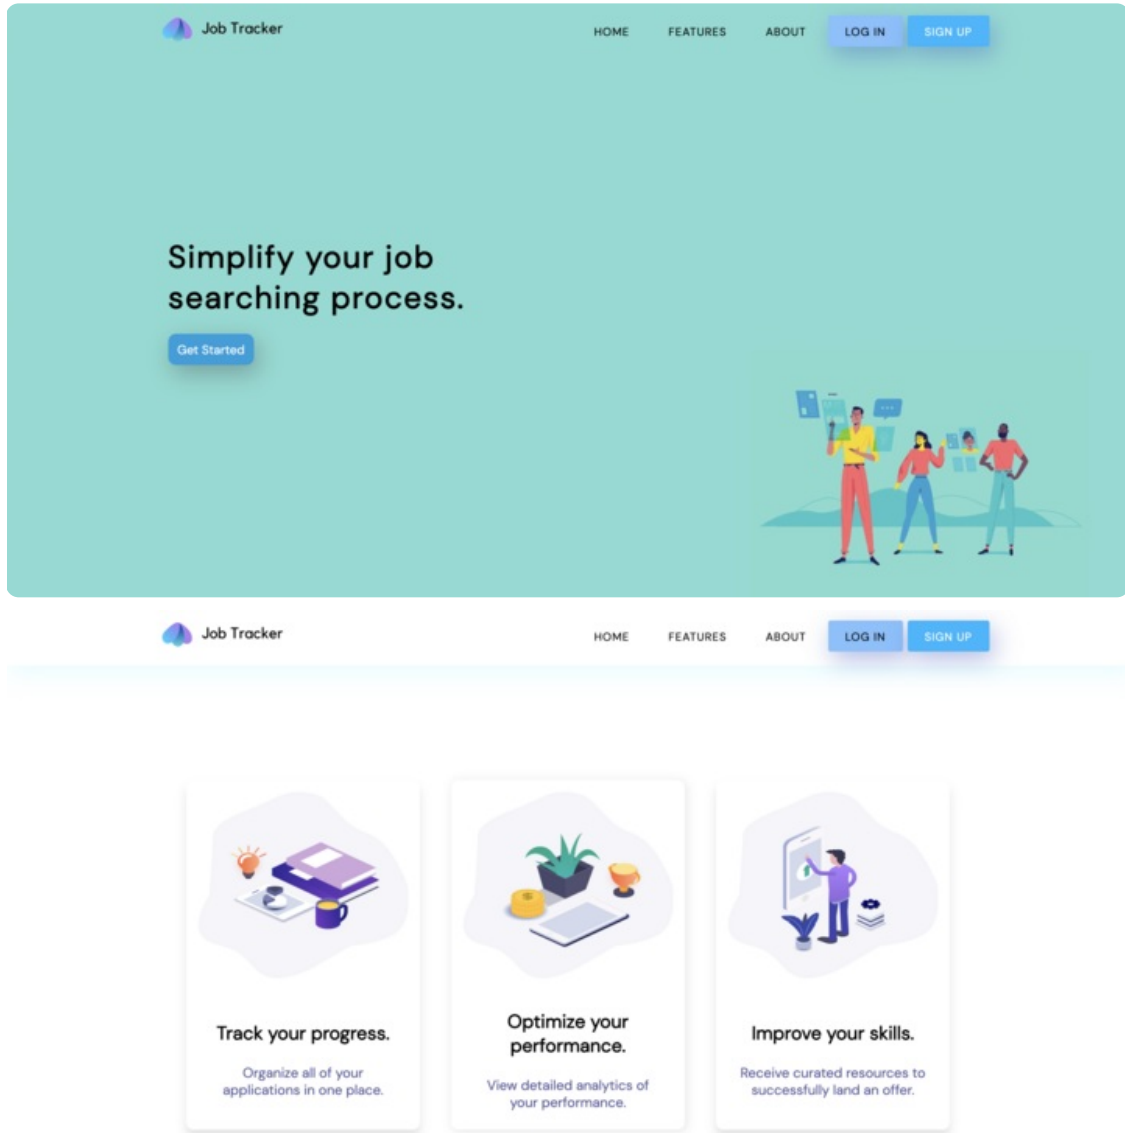 Job Tracker
HOME
FEATURES
ABOUT
LOG IN
SIGN UP
Simplify your job
searching process.
Get Started
Job Tracker
HOME
FEATURES
ABOUT
LOG IN
SIGN UP
Track your progress.
Organize all of your
applications in one place.
Optimize your
performance.
View detailed analytics of
your performance.
Improve your skills.
Receive curated resources to
successfully land an offer.